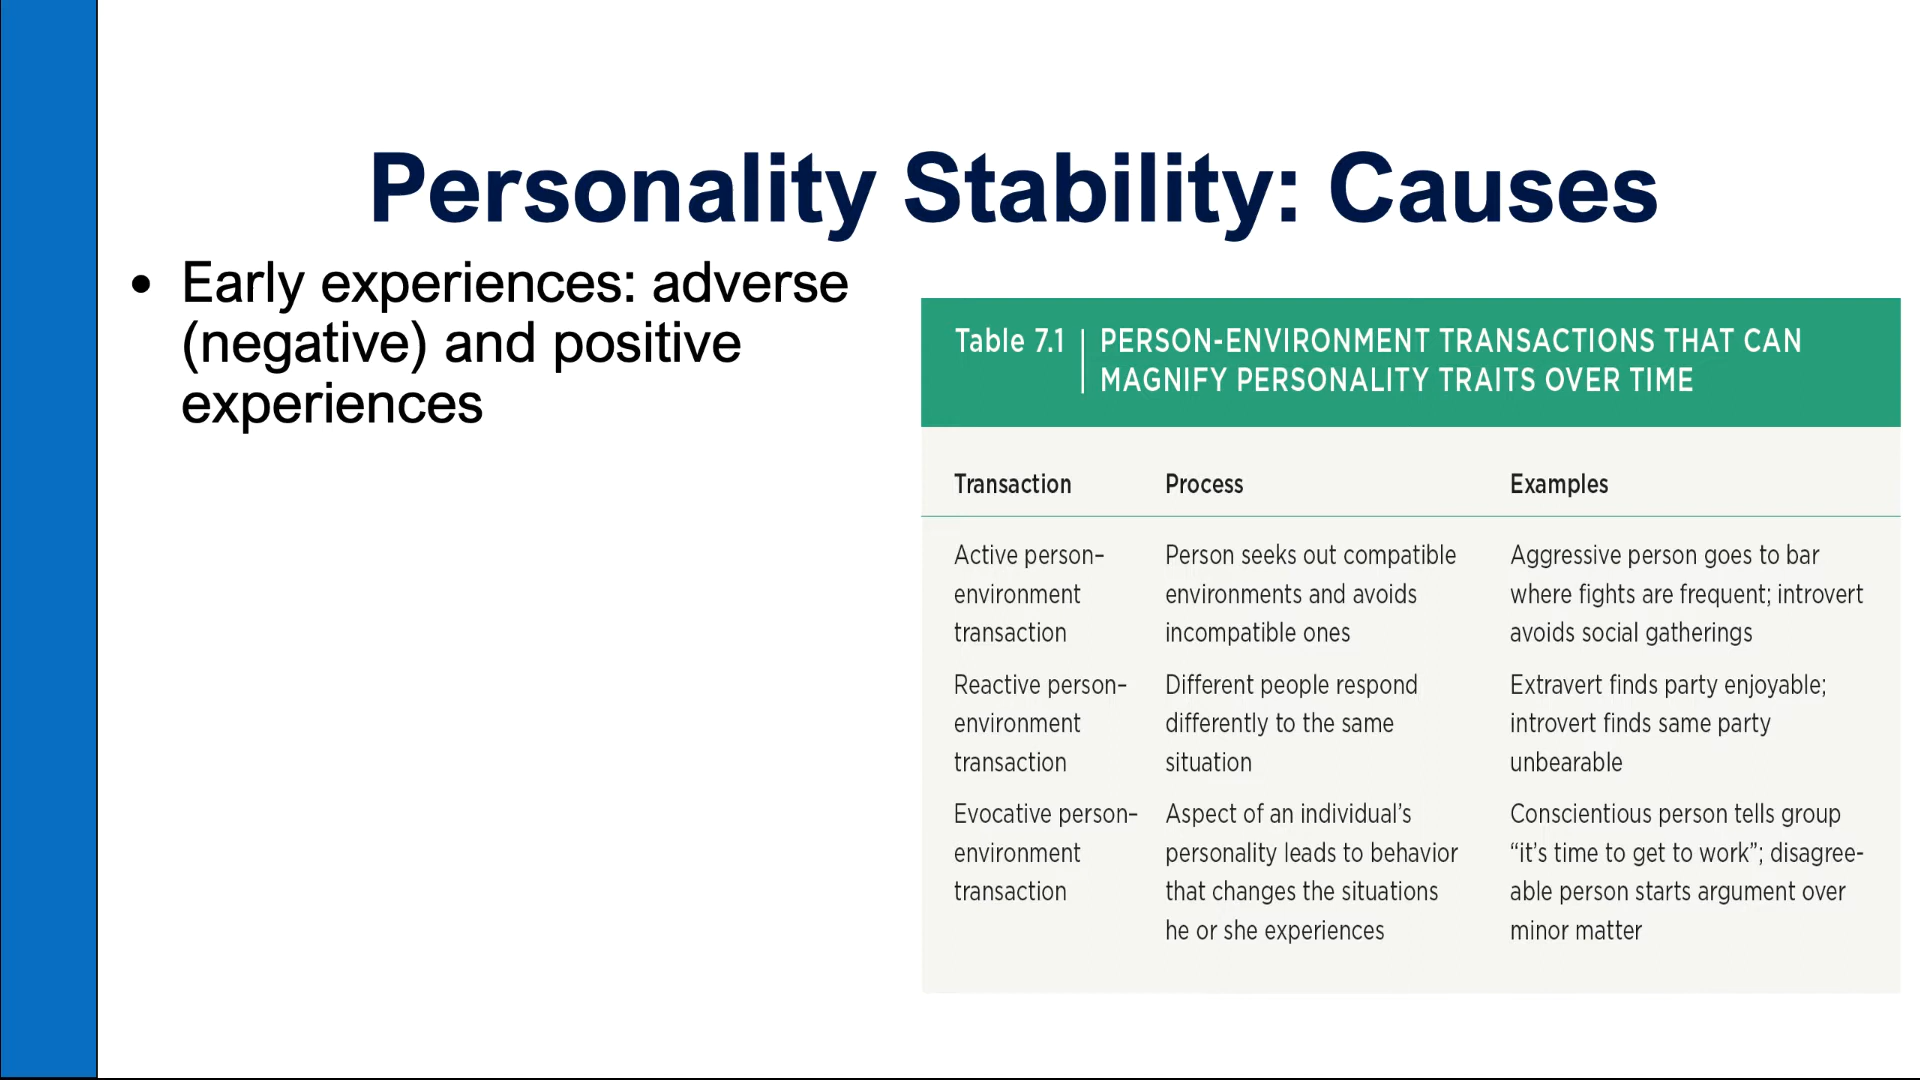 Personality Stability: Causes
• Early experiences: adverse
(negative) and positive
experiences
Table 7.1 | PERSON-ENVIRONMENT TRANSACTIONS THAT CAN
MAGNIFY PERSONALITY TRAITS OVER TIME
Transaction Process Examples
Active person– Person seeks out compatible Aggressive person goes to bar
environment environments and avoids where fights are frequent; introvert
transaction incompatible ones avoids social gatherings
Reactive person– Different people respond Extravert finds party enjoyable;
environment differently to the same introvert finds same party
transaction situation unbearable
Evocative person– Aspect of an individual’s Conscientious person tells group
environment personality leads to behavior “it’s time to get to work”; disagree-
transaction that changes the situations able person starts argument over
he or she experiences minor matter